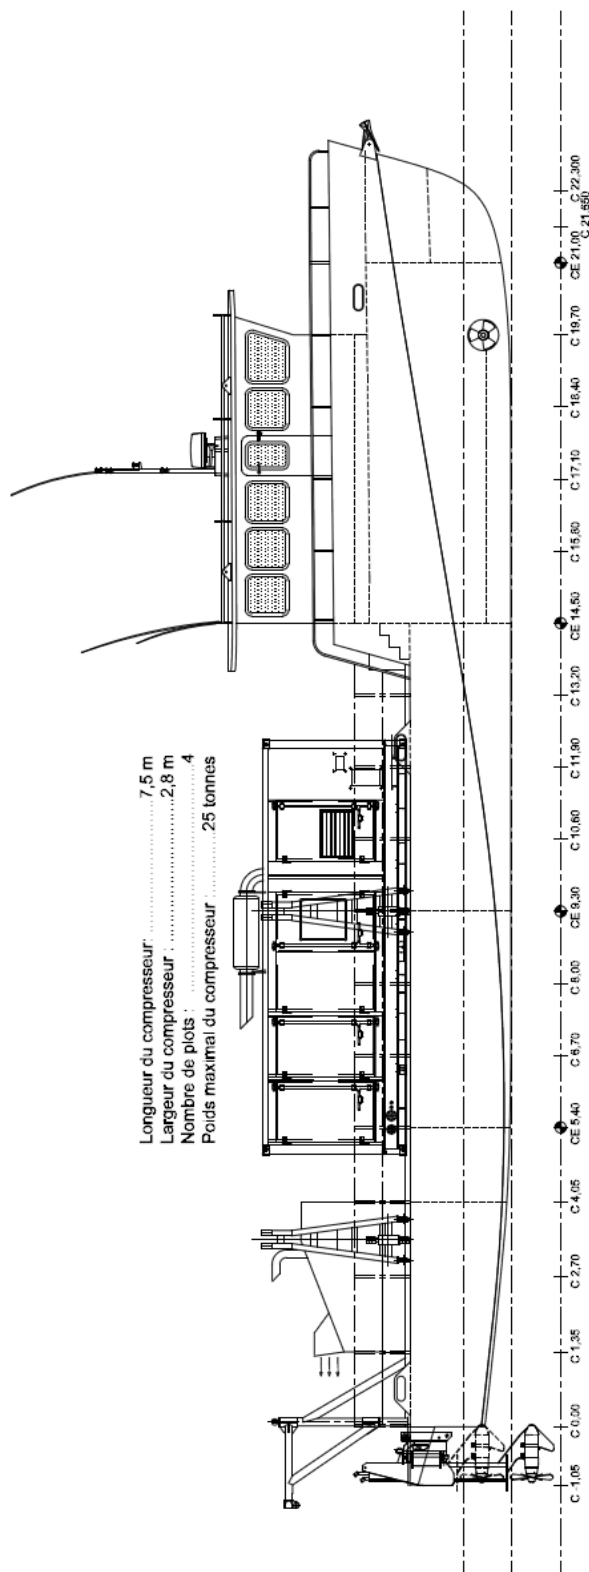 Longueur du compresseur: ........................ 7,5 m
Largeur du compresseur : ........................ 2,8 m
Nombre de plots : ........................................ 4
Poids maximal du compresseur : ......... 25 tonnes
C -1,05
C 0,00
C 1,35
C 2,70
C 4,05
CE 5,40
C 6,70
C 8,00
CE 9,30
C 10,60
C 11,90
C 13,20
CE 14,50
C 15,80
C 17,10
C 18,40
C 19,70
CE 21,00
C 21.650
C 22,300